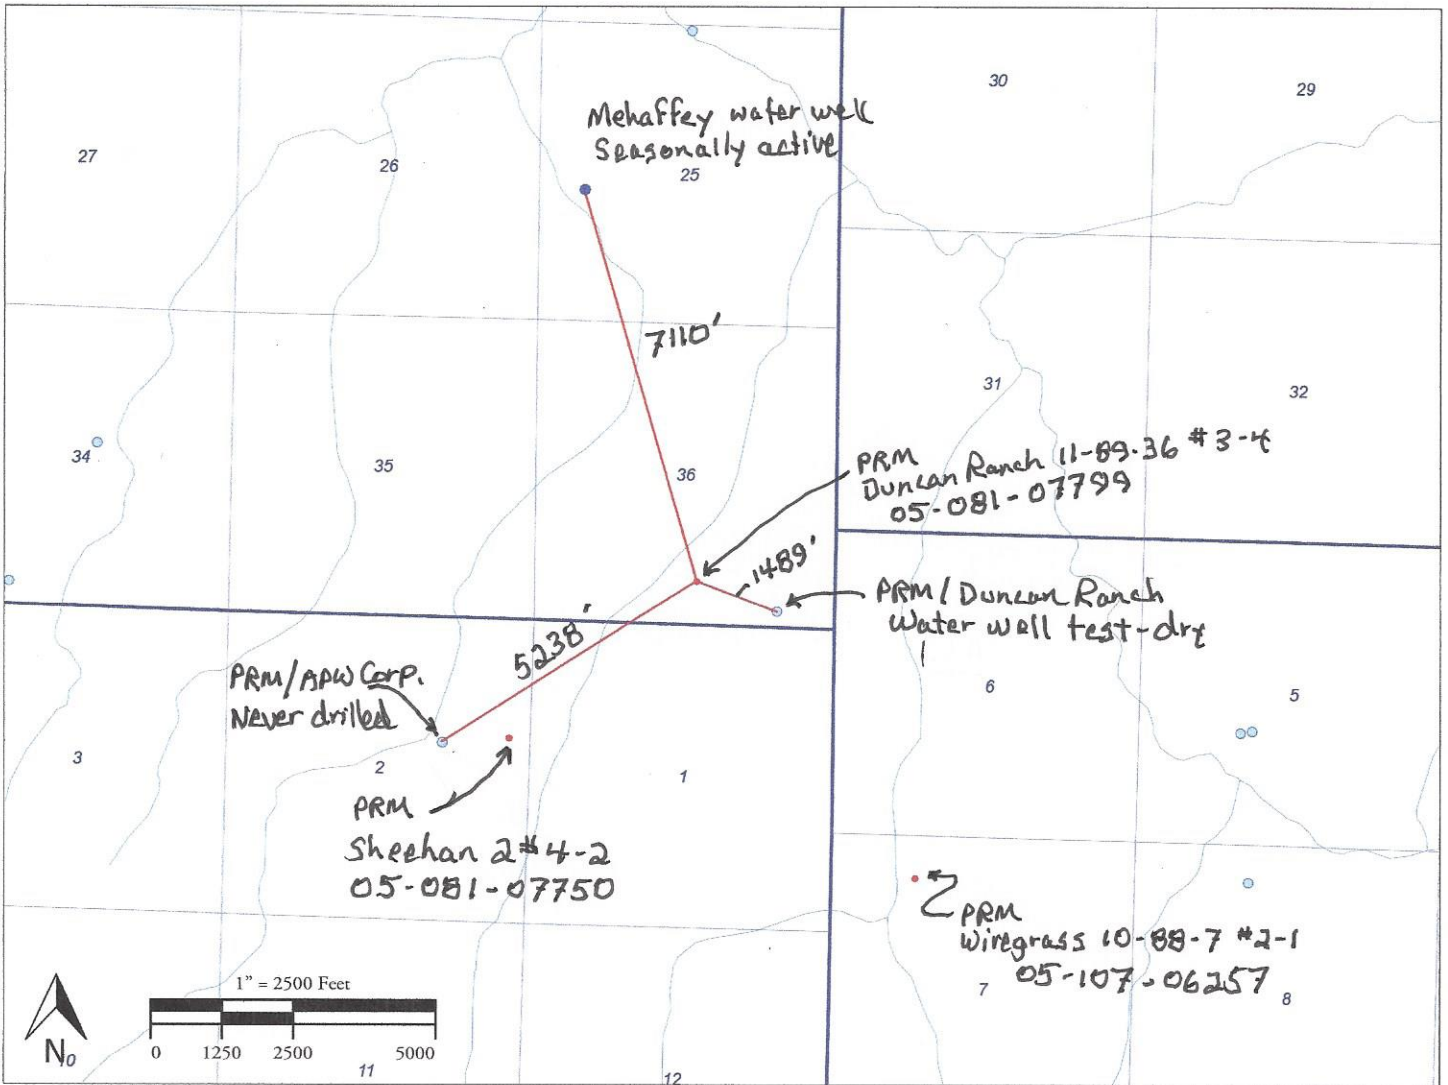 30
29
Mehaffey water well
Seasonally active
27
26
25
7110'
31
32
34
35
36
PRM
Duncan Ranch 11-89-36 #3-4
05-081-07799
1489'
PRM/Duncan Ranch
Water well test-dry
5238'
PRM/APW Corp.
Never drilled
6
5
3
2
1
PRM
Sheehan 2#4-2
05-081-07750
PRM
Wiregrass 10-88-7 #2-1
05-107-06257
7
8
1" = 2500 Feet
0 1250 2500 5000
N
10
11
12